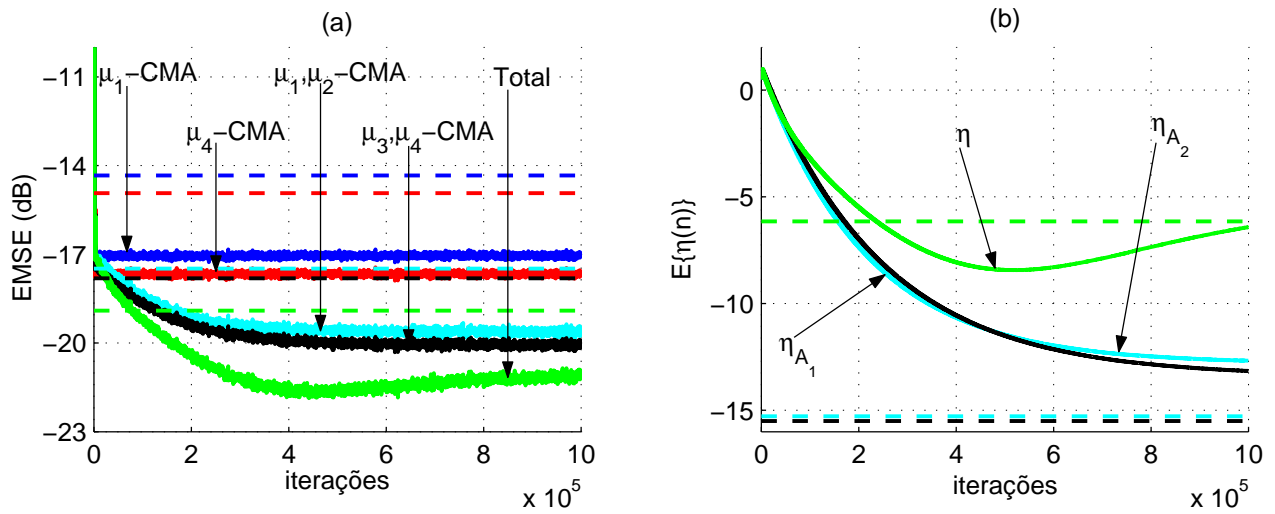 (a)
EMSE (dB)
−11
−14
−17
−20
−23
μ1−CMA
μ1,μ2−CMA
Total
μ4−CMA
μ3,μ4−CMA
0 2 4 6 8 10
iterações
x 10^5
(b)
E{η(n)}
0
−5
−10
−15
η
ηA2
ηA1
0 2 4 6 8 10
iterações
x 10^5